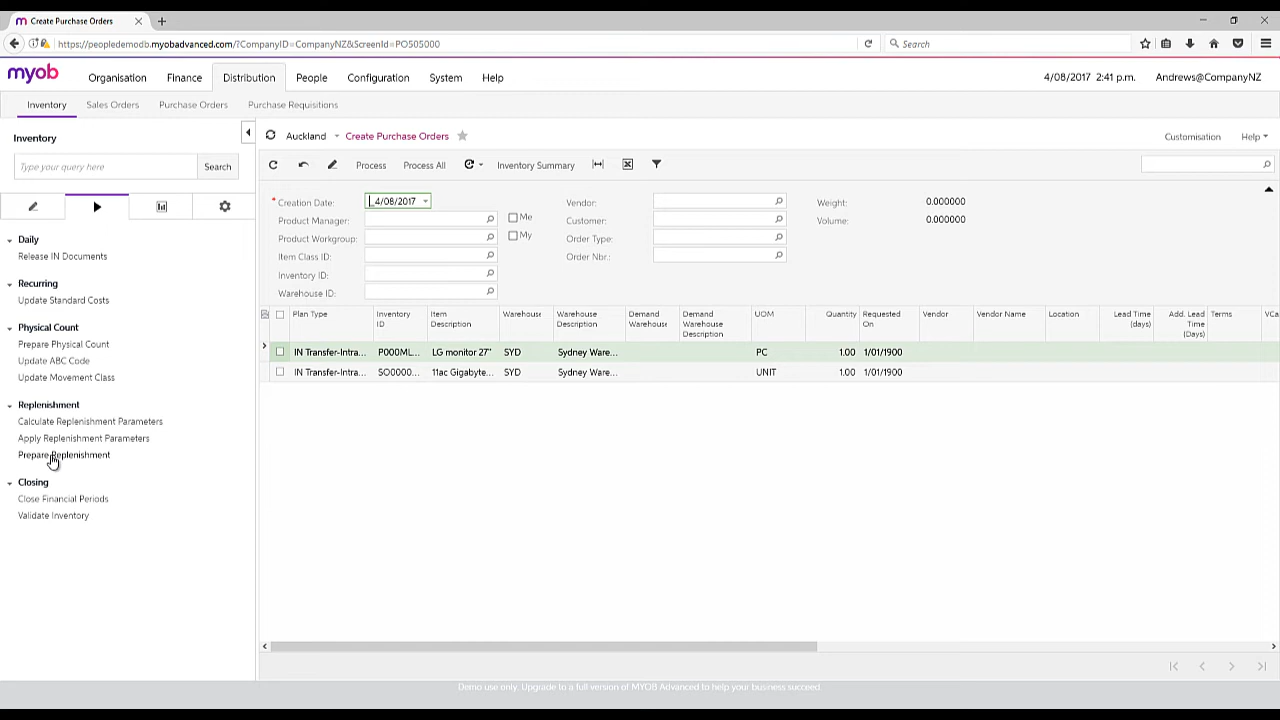 Create Purchase Orders
https://peopledemodb.myobadvanced.com/?CompanyID=CompanyNZ&ScreenId=PO505000
Search
myob
Organisation Finance Distribution People Configuration System Help
4/08/2017 2:41 p.m. Andrews@CompanyNZ
Inventory Sales Orders Purchase Orders Purchase Requisitions
Inventory
Auckland Create Purchase Orders
Customisation Help
Type your query here Search
Process Process All Inventory Summary
* Creation Date: 4/08/2017
Product Manager: Me
Product Workgroup: My
Item Class ID:
Inventory ID:
Warehouse ID:
Vendor:
Customer:
Order Type:
Order Nbr.:
Weight: 0.000000
Volume: 0.000000
Daily
Release IN Documents
Recurring
Update Standard Costs
Physical Count
Prepare Physical Count
Update ABC Code
Update Movement Class
Replenishment
Calculate Replenishment Parameters
Apply Replenishment Parameters
Prepare Replenishment
Closing
Close Financial Periods
Validate Inventory
Plan Type Inventory ID Item Description Warehouse Warehouse Description Demand Warehouse Demand Warehouse Description UOM Quantity Requested On Vendor Vendor Name Location Lead Time (days) Add. Lead Time (Days) Terms VCa
IN Transfer-Intra... P000ML... LG monitor 27" SYD Sydney Ware... PC 1.00 1/01/1900
IN Transfer-Intra... SO0000... 11ac Gigabyte... SYD Sydney Ware... UNIT 1.00 1/01/1900
Demo use only. Upgrade to a full version of MYOB Advanced to help your business succeed.